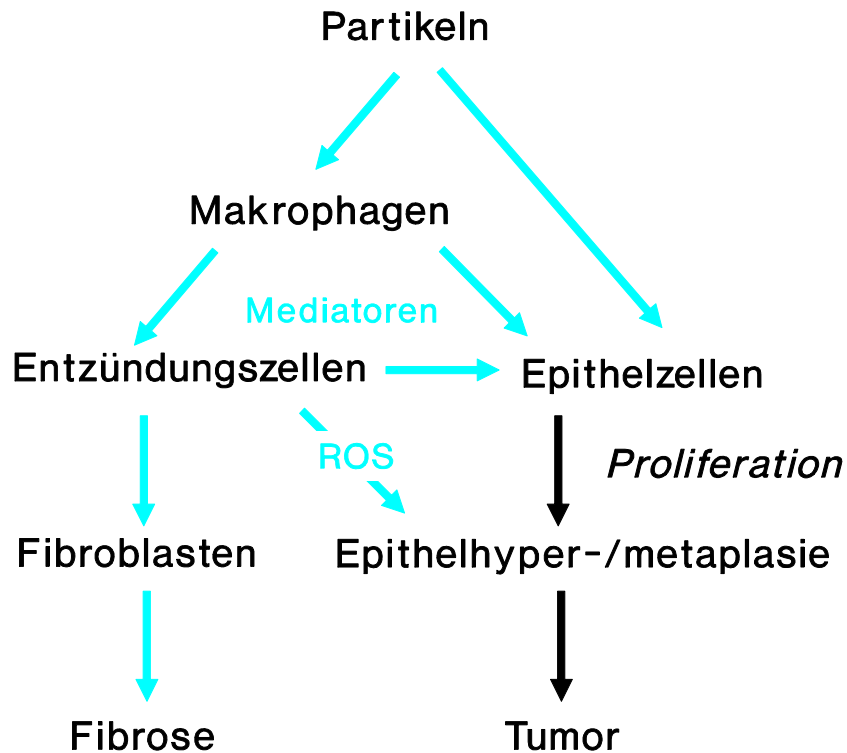 Partikeln
Makrophagen
Mediatoren
Entzündungszellen
Epithelzellen
ROS
Proliferation
Fibroblasten
Epithelhyper-/metaplasie
Fibrose
Tumor